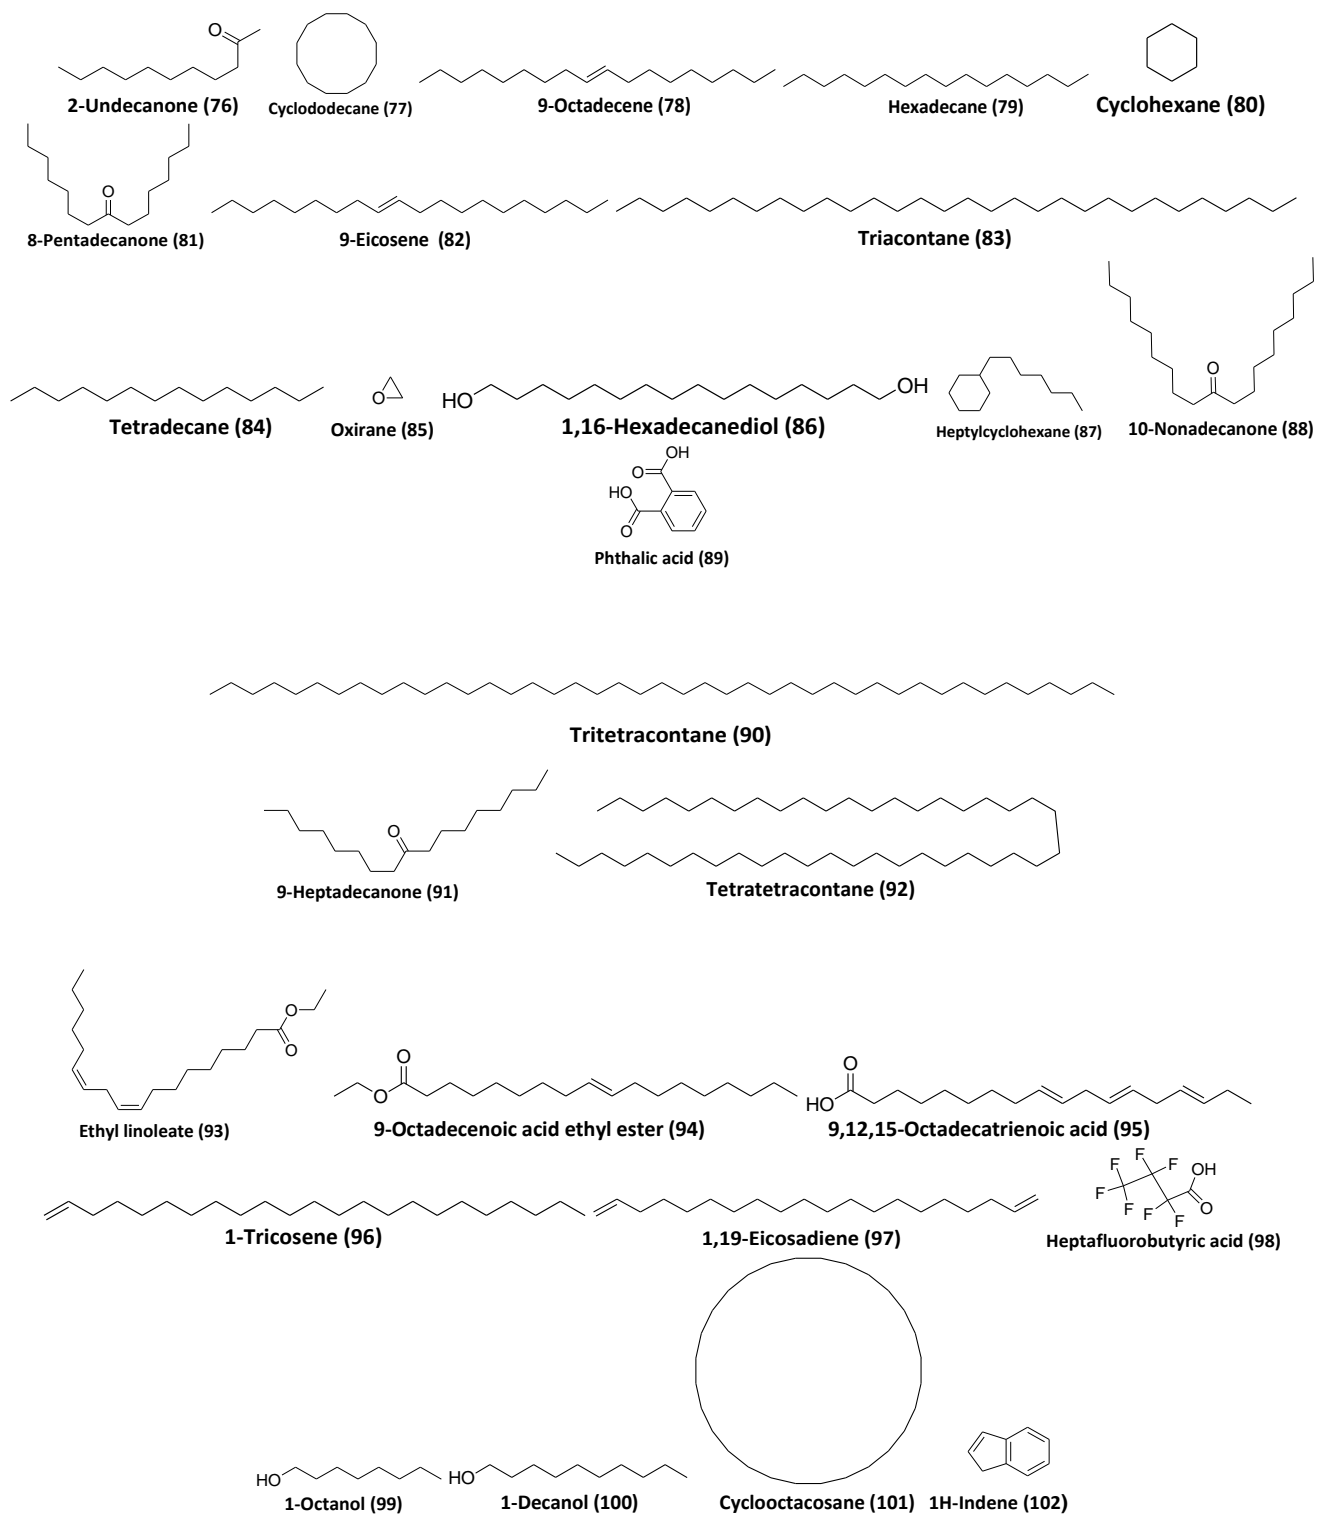 O
2-Undecanone (76)
Cyclododecane (77)
9-Octadecene (78)
Hexadecane (79)
Cyclohexane (80)
O
8-Pentadecanone (81)
9-Eicosene (82)
Triacontane (83)
Tetradecane (84)
O
Oxirane (85)
HO
OH
1,16-Hexadecanediol (86)
Heptylcyclohexane (87)
O
10-Nonadecanone (88)
OH
O
HO
O
Phthalic acid (89)
Tritetracontane (90)
O
9-Heptadecanone (91)
Tetratetracontane (92)
O
O
Ethyl linoleate (93)
O
O
9-Octadecenoic acid ethyl ester (94)
O
HO
9,12,15-Octadecatrienoic acid (95)
1-Tricosene (96)
1,19-Eicosadiene (97)
F
F
F
OH
F
O
F
F
F
Heptafluorobutyric acid (98)
HO
1-Octanol (99)
HO
1-Decanol (100)
Cyclooctacosane (101)
1H-Indene (102)